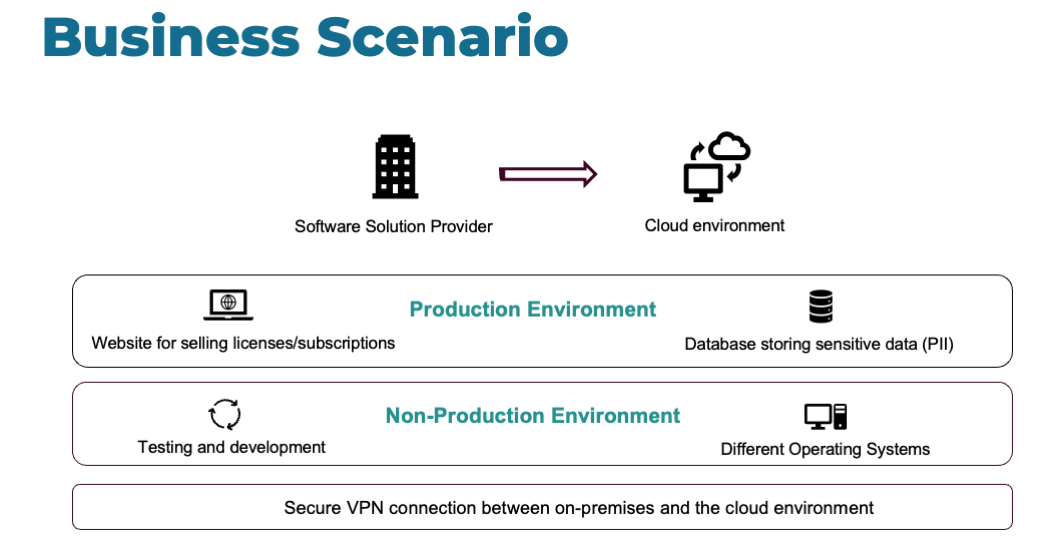 Business Scenario
Software Solution Provider
Cloud environment
Production Environment
Website for selling licenses/subscriptions
Database storing sensitive data (PII)
Non-Production Environment
Testing and development
Different Operating Systems
Secure VPN connection between on-premises and the cloud environment